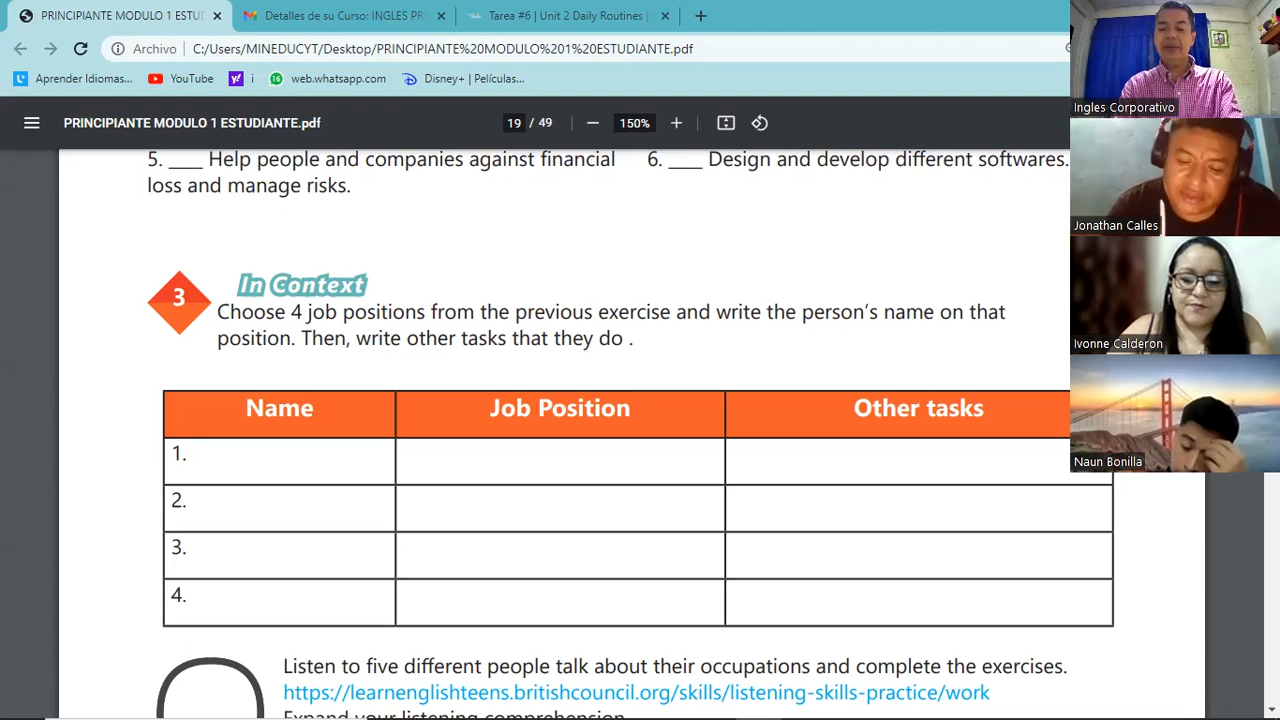 PRINCIPIANTE MODULO 1 ESTUD
Detalles de su Curso: INGLES PRI
Tarea #6 | Unit 2 Daily Routines |
Archivo | C:/Users/MINEDUCYT/Desktop/PRINCIPIANTE%20MODULO%201%20ESTUDIANTE.pdf
Aprender Idiomas...
YouTube
i
web.whatsapp.com
Disney+ | Películas,...
PRINCIPIANTE MODULO 1 ESTUDIANTE.pdf
19 / 49
150%
5. ____ Help people and companies against financial
loss and manage risks.
6. ____ Design and develop different softwares.
3
In Context
Choose 4 job positions from the previous exercise and write the person's name on that
position. Then, write other tasks that they do .
Name Job Position Other tasks
1.
2.
3.
4.
Listen to five different people talk about their occupations and complete the exercises.
https://learnenglishteens.britishcouncil.org/skills/listening-skills-practice/work
Expand your listening comprehension
Ingles Corporativo
Jonathan Calles
Ivonne Calderon
Naun Bonilla